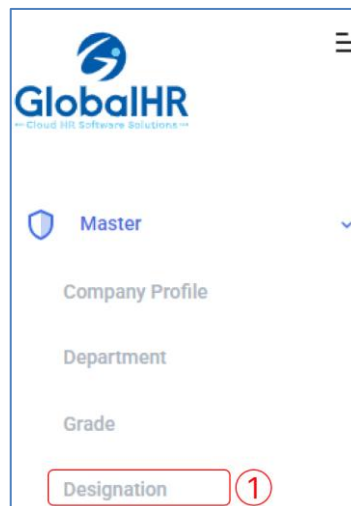 GlobalHR
Cloud HR Software Solutions
Master
Company Profile
Department
Grade
Designation 1